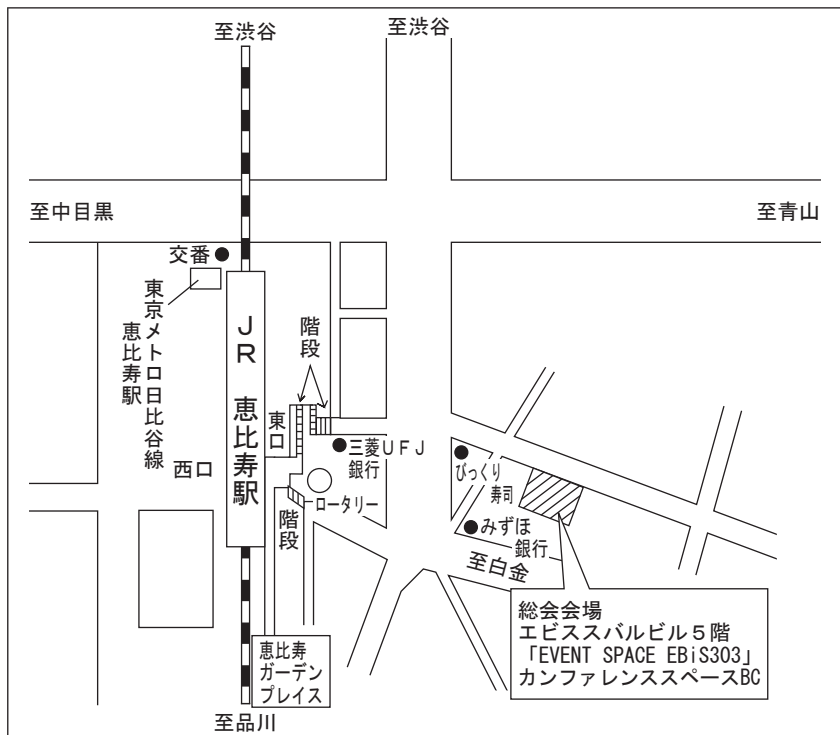 至渋谷
至渋谷
至中目黒
至青山
交番
東京メトロ日比谷線
恵比寿駅
JR 恵比寿駅
階段
東口
三菱UFJ
銀行
びっくり
寿司
西口
ロータリー
階段
みずほ
銀行
至白金
総会会場
エビススバルビル5階
「EVENT SPACE EBiS303」
カンファレンススペースBC
恵比寿
ガーデン
プレイス
至品川